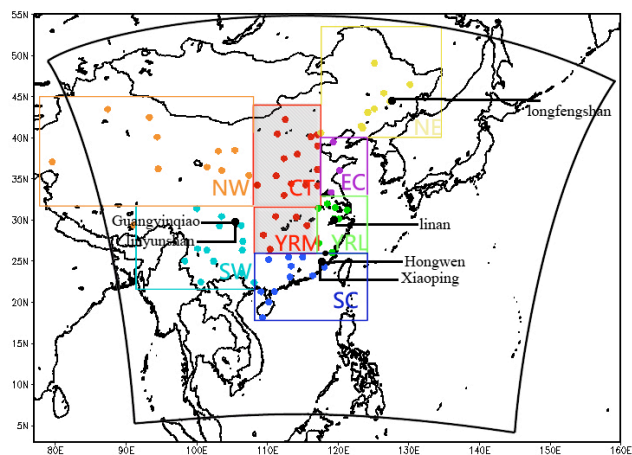 55N
50N
45N
longfengshan
NE
40N
35N
NW
YCT
EC
30N
Guangyinqiao
Jinyunshan
linan
YRM
YRL
SW
25N
Hongwen
Xiaoping
SC
20N
15N
10N
5N
80E 90E 100E 110E 120E 130E 140E 150E 160E